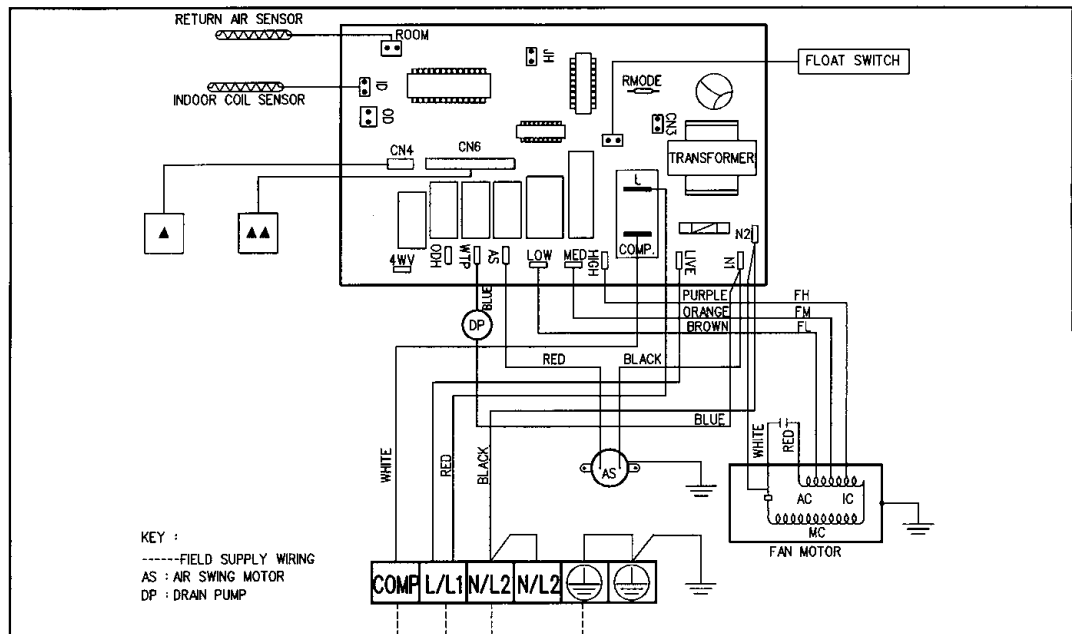 RETURN AIR SENSOR
ROOM
JH
FLOAT SWITCH
RMODE
INDOOR COIL SENSOR
ID
OD
CN3
CN4
CN6
TRANSFORMER
L
COMP.
N2
4WV
ODH
WTP
AS
LOW
MED
HIGH
LIVE
N1
BLUE
PURPLE
FH
ORANGE
FM
BROWN
FL
DP
RED
BLACK
BLUE
WHITE
RED
BLACK
AS
WHITE
RED
AC
IC
MC
FAN MOTOR
KEY :
------FIELD SUPPLY WIRING
AS : AIR SWING MOTOR
DP : DRAIN PUMP
COMP L/L1 N/L2 N/L2